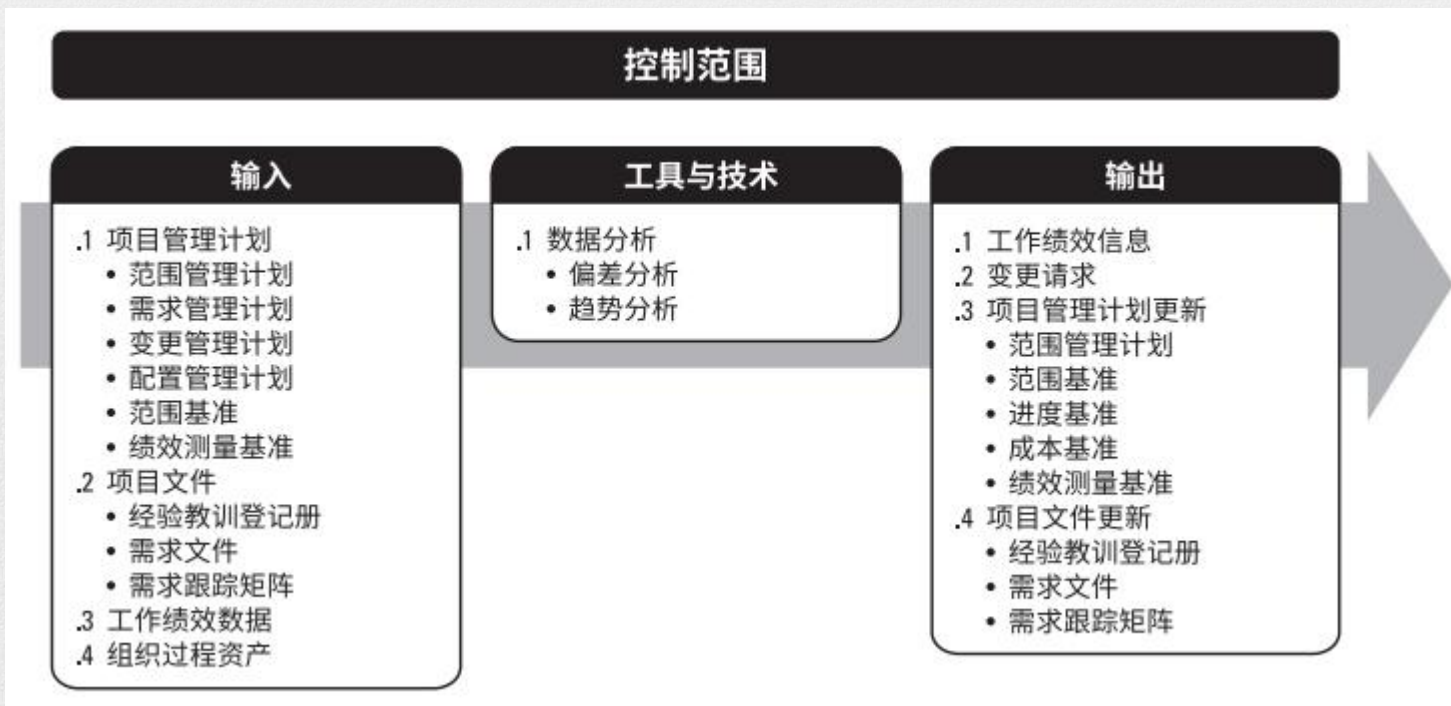 控制范围
输入
.1 项目管理计划
• 范围管理计划
• 需求管理计划
• 变更管理计划
• 配置管理计划
• 范围基准
• 绩效测量基准
.2 项目文件
• 经验教训登记册
• 需求文件
• 需求跟踪矩阵
.3 工作绩效数据
.4 组织过程资产
工具与技术
.1 数据分析
• 偏差分析
• 趋势分析
输出
.1 工作绩效信息
.2 变更请求
.3 项目管理计划更新
• 范围管理计划
• 范围基准
• 进度基准
• 成本基准
• 绩效测量基准
.4 项目文件更新
• 经验教训登记册
• 需求文件
• 需求跟踪矩阵